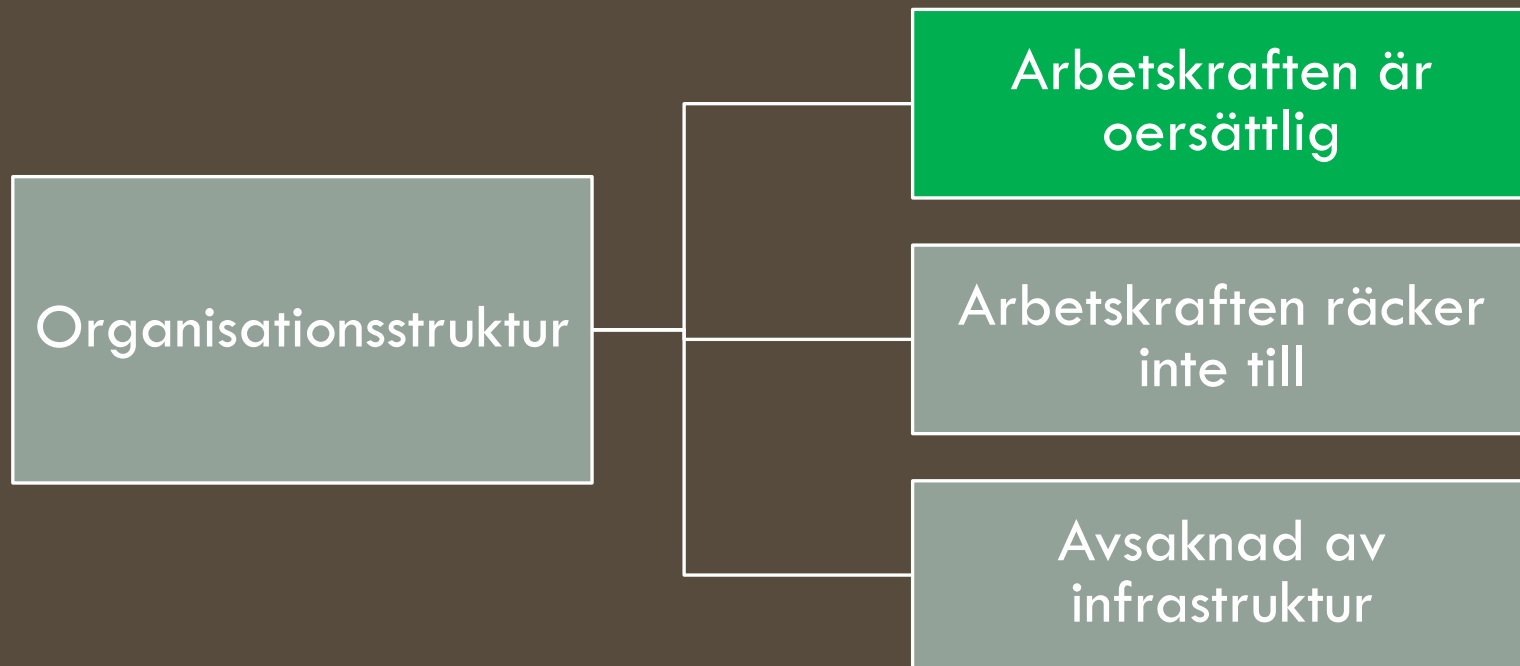 Organisationsstruktur
Arbetskraften är
oersättlig
Arbetskraften räcker
inte till
Avsaknad av
infrastruktur